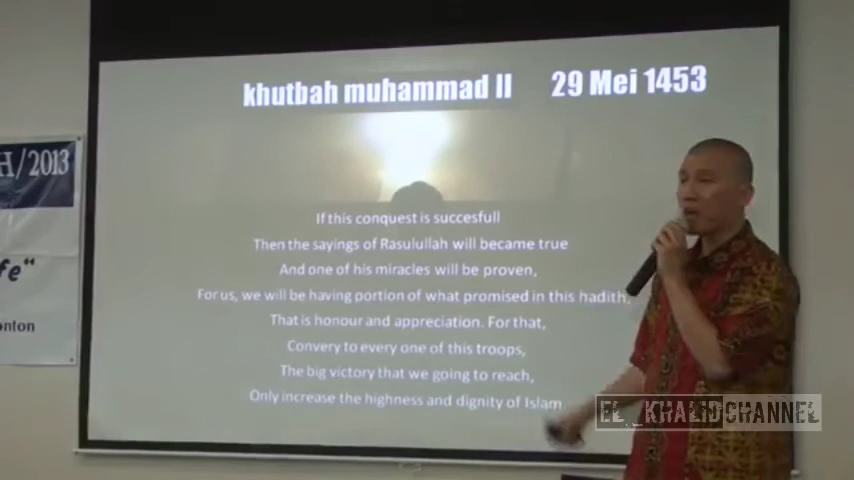 khutbah muhammad II 29 Mei 1453
H/2013
If this conquest is succesfull
Then the sayings of Rasulullah will became true
And one of his miracles will be proven,
For us, we will be having portion of what promised in this hadith,
That is honour and appreciation. For that,
Convery to every one of this troops,
The big victory that we going to reach,
Only increase the highness and dignity of Islam
fe"
EL_KHALIDCHANNEL